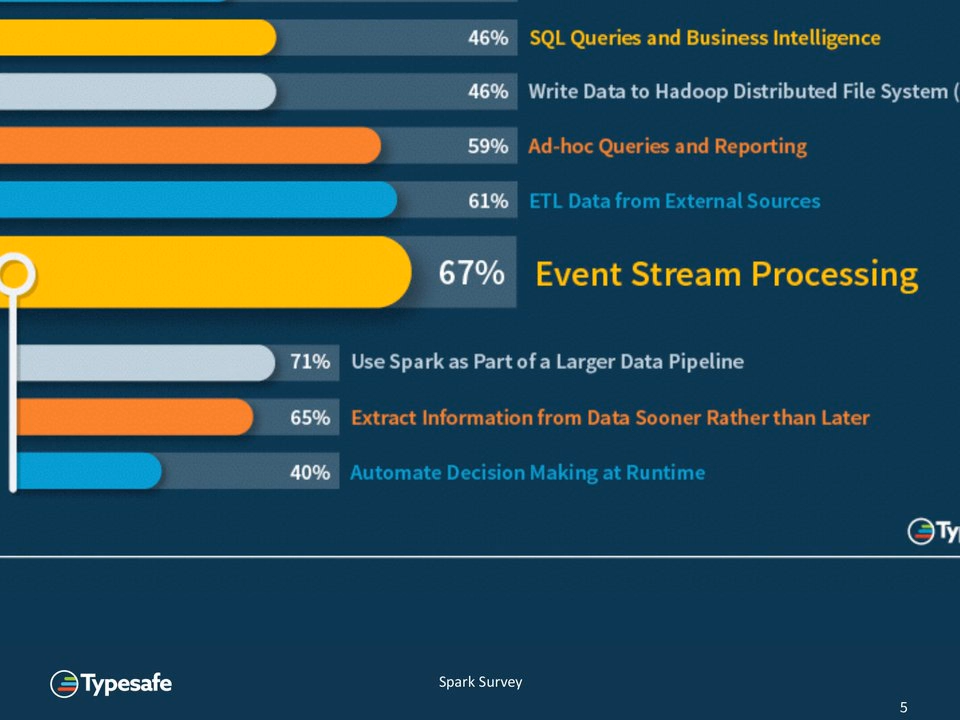 46% SQL Queries and Business Intelligence
46% Write Data to Hadoop Distributed File System (
59% Ad-hoc Queries and Reporting
61% ETL Data from External Sources
67% Event Stream Processing
71% Use Spark as Part of a Larger Data Pipeline
65% Extract Information from Data Sooner Rather than Later
40% Automate Decision Making at Runtime
Typ
Typesafe
Spark Survey
5